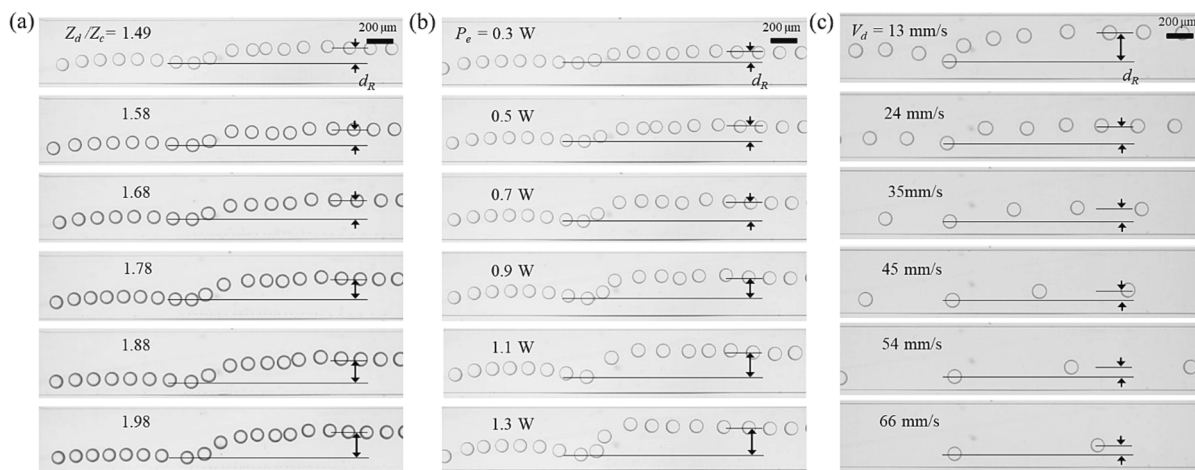 (a)
Z_d/Z_c = 1.49
200 μm
d_R
1.58
1.68
1.78
1.88
1.98
(b)
P_e = 0.3 W
200 μm
d_R
0.5 W
0.7 W
0.9 W
1.1 W
1.3 W
(c)
V_d = 13 mm/s
200 μm
d_R
24 mm/s
35mm/s
45 mm/s
54 mm/s
66 mm/s